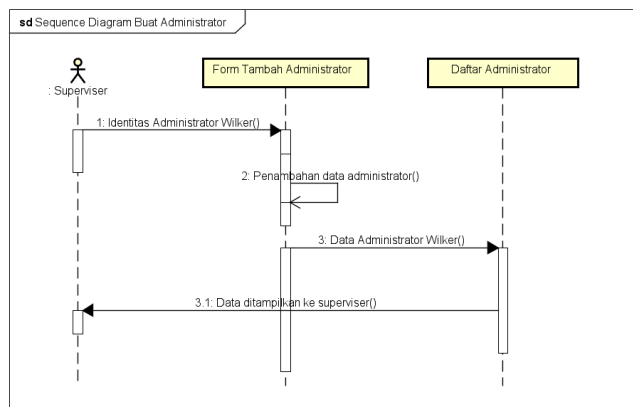 sd Sequence Diagram Buat Administrator
: Superviser
Form Tambah Administrator
Daftar Administrator
1: Identitas Administrator Wilker()
2: Penambahan data administrator()
3: Data Administrator Wilker()
3.1: Data ditampilkan ke superviser()